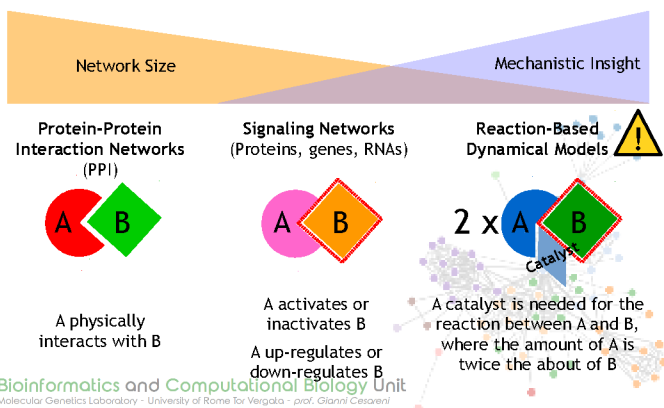 Network Size
Mechanistic Insight
Protein-Protein
Interaction Networks
(PPI)
Signaling Networks
(Proteins, genes, RNAs)
Reaction-Based
Dynamical Models
!
A B
A B
2 x A B
Catalyst
A physically
interacts with B
A activates or
inactivates B
A up-regulates or
down-regulates B
A catalyst is needed for the
reaction between A and B,
where the amount of A is
twice the about of B
Bioinformatics and Computational Biology Unit
Molecular Genetics Laboratory - University of Rome Tor Vergata - prof. Gianni Cesareni